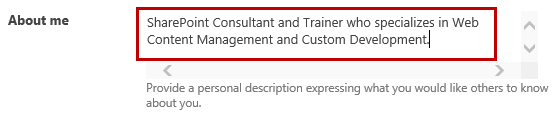 About me
SharePoint Consultant and Trainer who specializes in Web
Content Management and Custom Development.
Provide a personal description expressing what you would like others to know
about you.